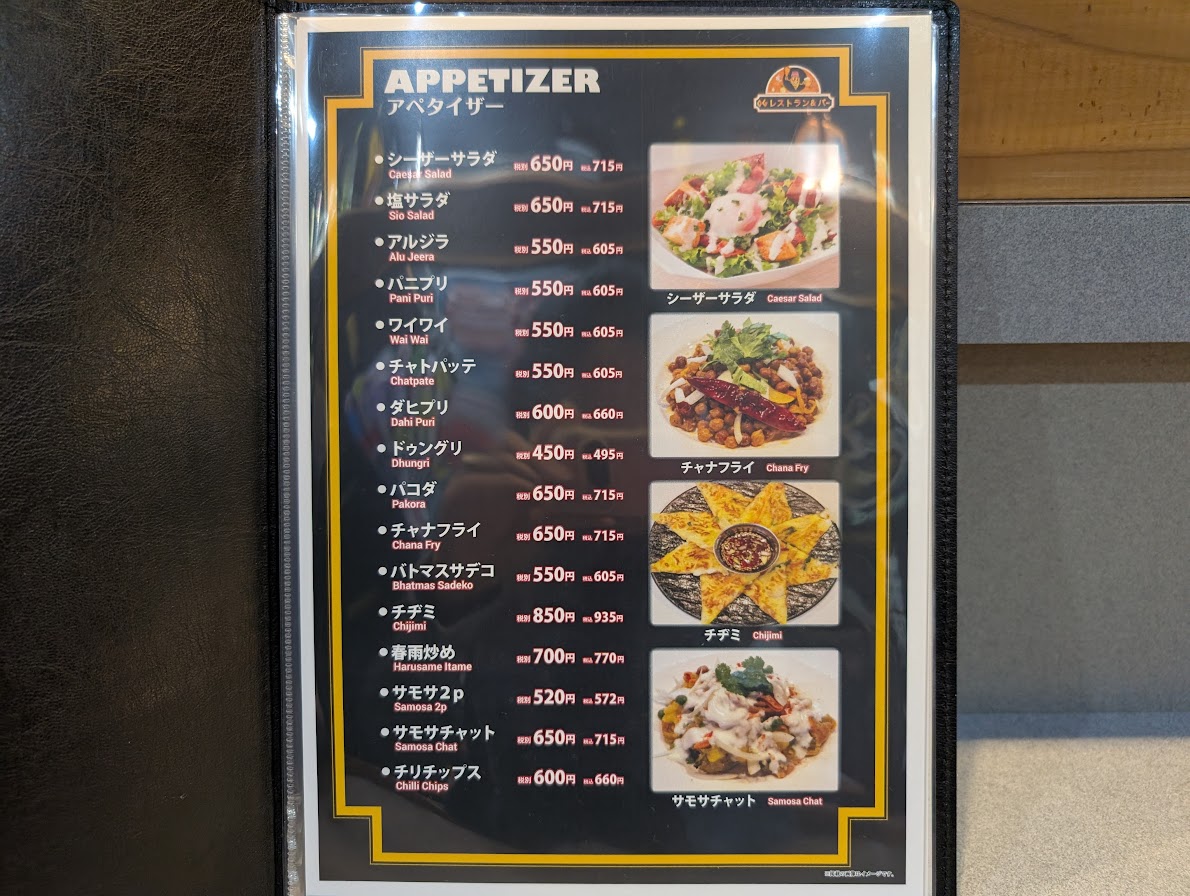 APPETIZER
アペタイザー
レストラン&バー
●シーザーサラダ 税別650円 税込715円
Caesar Salad
●塩サラダ 税別650円 税込715円
Sio Salad
●アルジラ 税別550円 税込605円
Alu Jeera
●パニプリ 税別550円 税込605円
Pani Puri
●ワイワイ 税別550円 税込605円
Wai Wai
●チャトパッテ 税別550円 税込605円
Chatpate
●ダヒプリ 税別600円 税込660円
Dahi Puri
●ドゥングリ 税別450円 税込495円
Dhungri
●パコダ 税別650円 税込715円
Pakora
●チャナフライ 税別650円 税込715円
Chana Fry
●バトマスサデコ 税別550円 税込605円
Bhatmas Sadeko
●チヂミ 税別850円 税込935円
Chijimi
●春雨炒め 税別700円 税込770円
Harusame Itame
●サモサ2p 税別520円 税込572円
Samosa 2p
●サモサチャット 税別650円 税込715円
Samosa Chat
●チリチップス 税別600円 税込660円
Chilli Chips
シーザーサラダ Caesar Salad
チャナフライ Chana Fry
チヂミ Chijimi
サモサチャット Samosa Chat
※掲載の画像はイメージです。